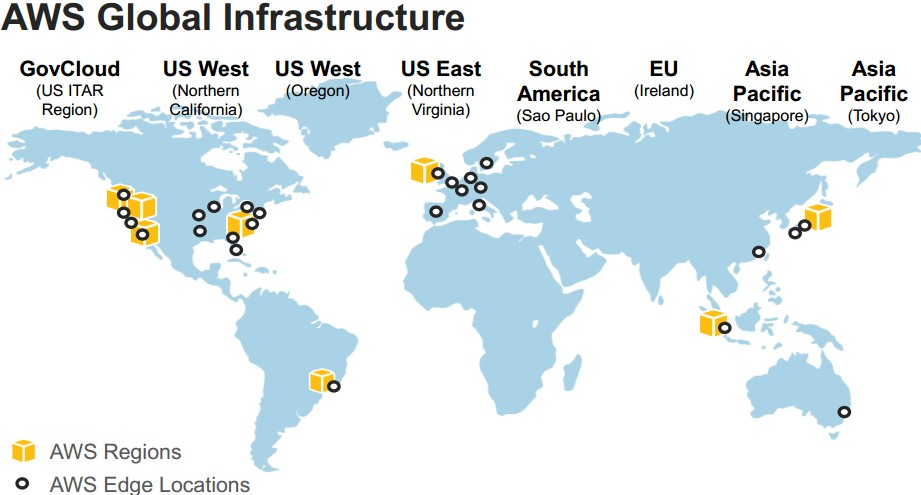 AWS Global Infrastructure
GovCloud
(US ITAR
Region)
US West
(Northern
California)
US West
(Oregon)
US East
(Northern
Virginia)
South
America
(Sao Paulo)
EU
(Ireland)
Asia
Pacific
(Singapore)
Asia
Pacific
(Tokyo)
AWS Regions
AWS Edge Locations